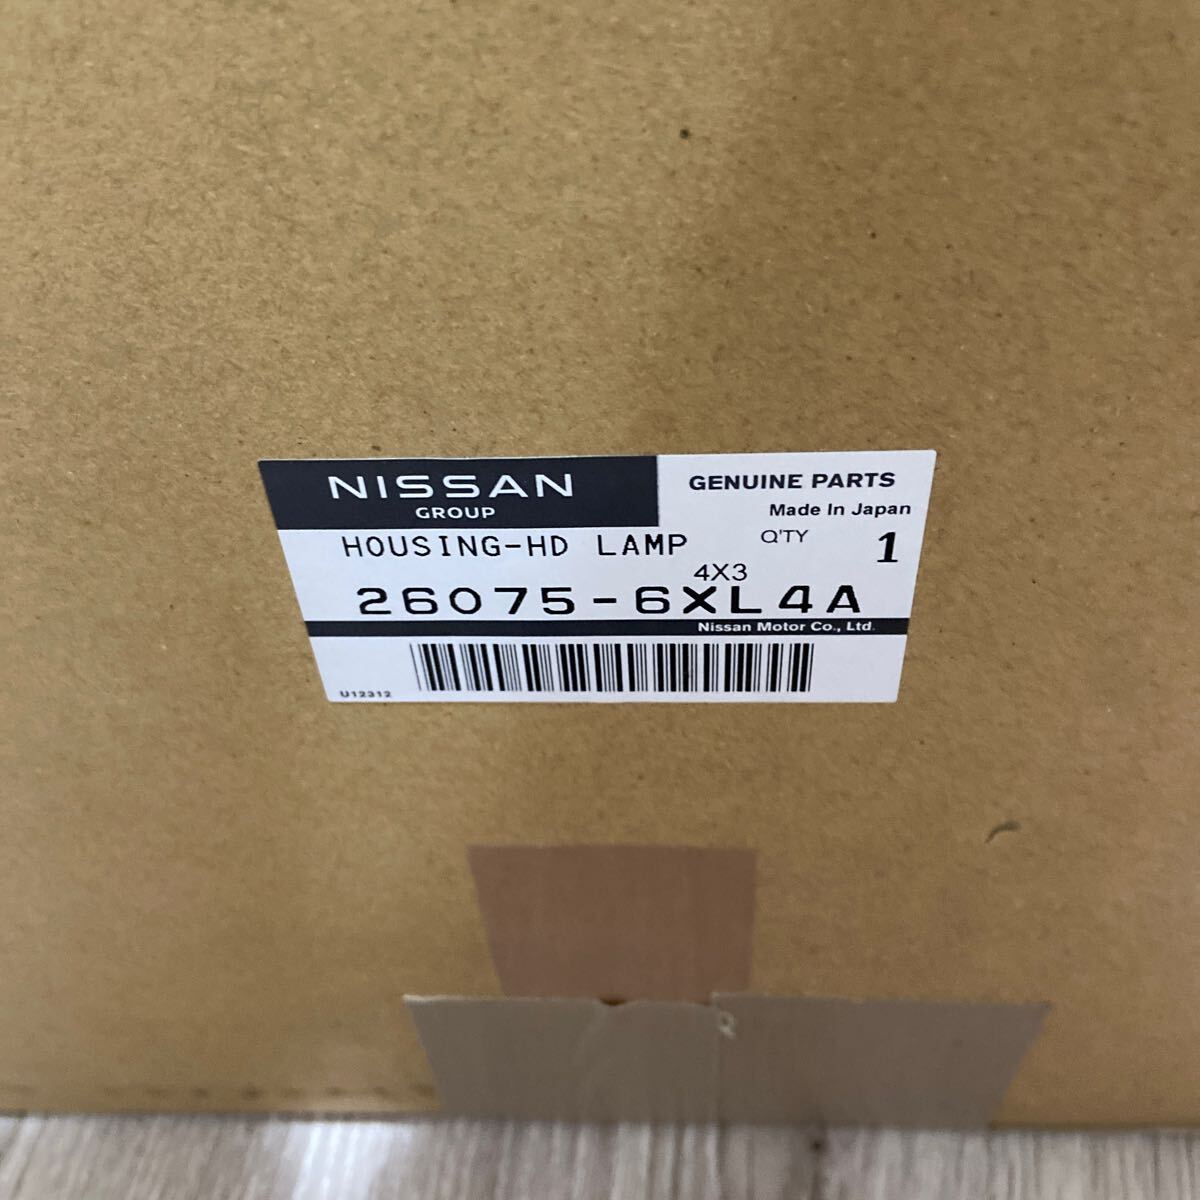 NISSAN
GROUP
GENUINE PARTS
Made In Japan
HOUSING-HD LAMP
Q'TY 1
4X3
26075-6XL4A
Nissan Motor Co., Ltd.
U12312